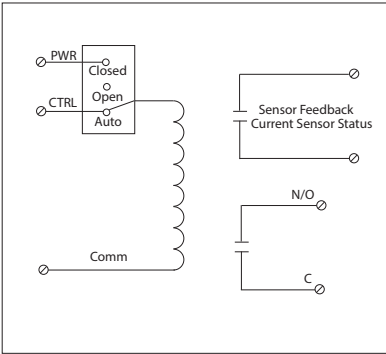 PWR
Closed
Open
CTRL
Auto
Comm
Sensor Feedback
Current Sensor Status
N/O
C